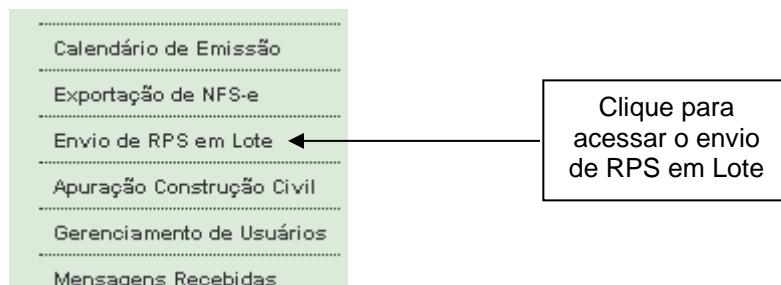 Calendário de Emissão
Exportação de NFS-e
Envio de RPS em Lote
Clique para
acessar o envio
de RPS em Lote
Apuração Construção Civil
Gerenciamento de Usuários
Mensagens Recebidas